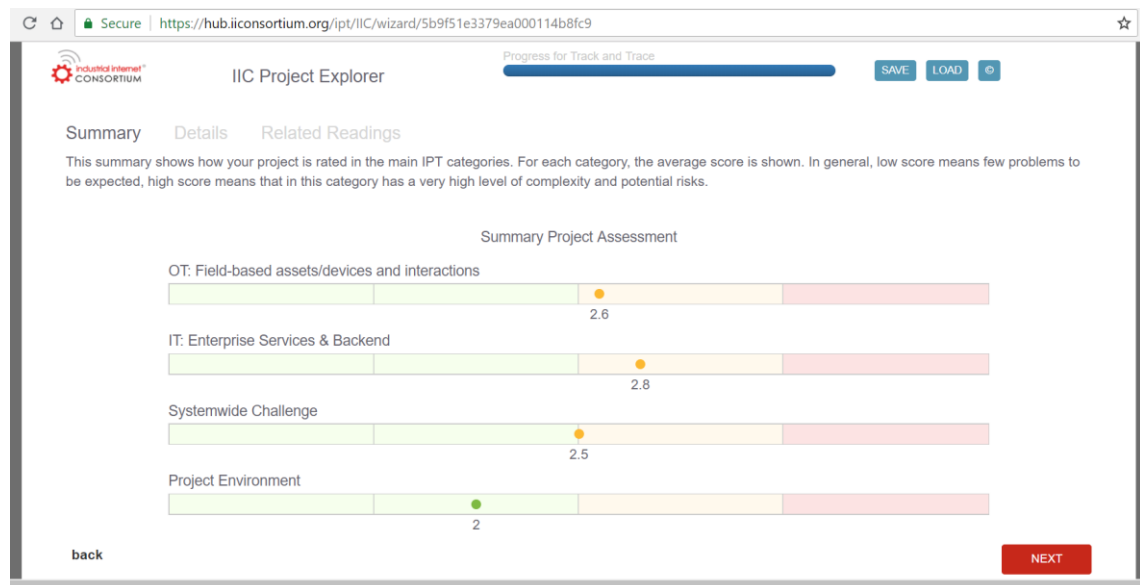 Secure | https://hub.iiconsortium.org/ipt/IIC/wizard/5b9f51e3379ea000114b8fc9
industrial internet
CONSORTIUM
IIC Project Explorer
Progress for Track and Trace
SAVE LOAD ©
Summary Details Related Readings
This summary shows how your project is rated in the main IPT categories. For each category, the average score is shown. In general, low score means few problems to
be expected, high score means that in this category has a very high level of complexity and potential risks.
Summary Project Assessment
OT: Field-based assets/devices and interactions
2.6
IT: Enterprise Services & Backend
2.8
Systemwide Challenge
2.5
Project Environment
2
back
NEXT